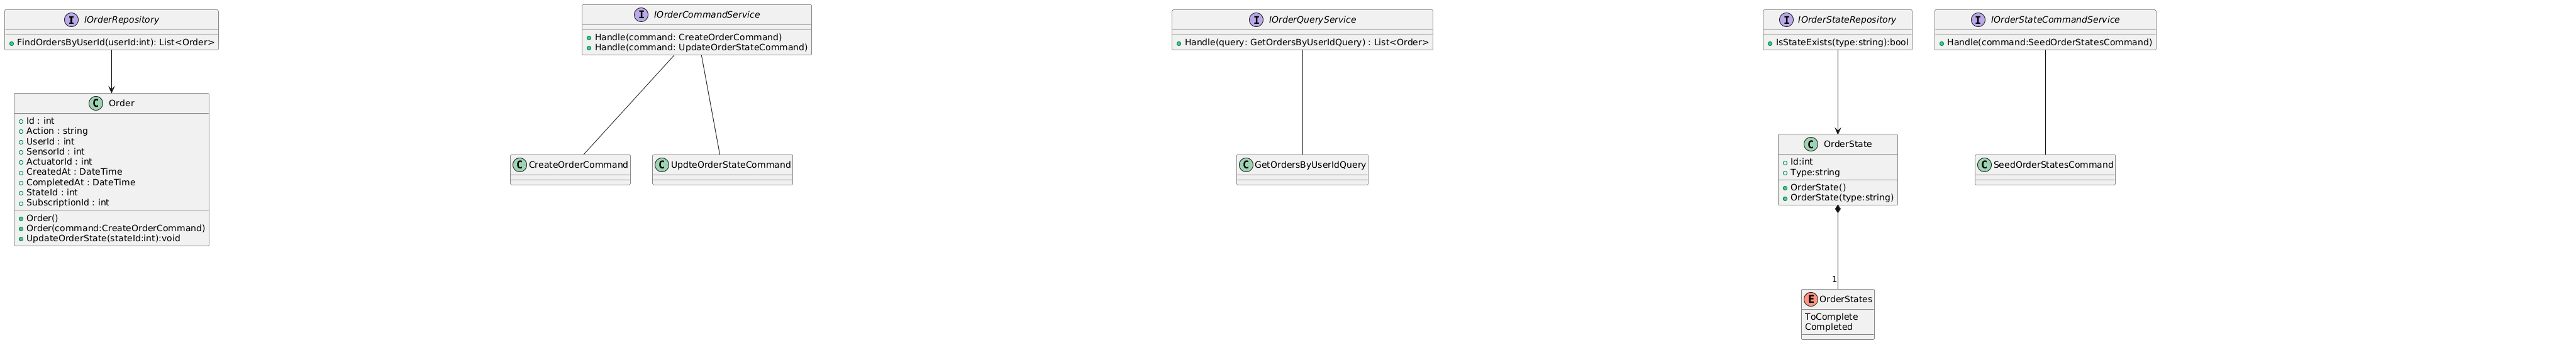 I IOrderRepository
FindOrdersByUserId(userId:int): List<Order>
C Order
Id : int
Action : string
UserId : int
SensorId : int
ActuatorId : int
CreatedAt : DateTime
CompletedAt : DateTime
StateId : int
SubscriptionId : int
Order()
Order(command:CreateOrderCommand)
UpdateOrderState(stateId:int):void
I IOrderCommandService
Handle(command: CreateOrderCommand)
Handle(command: UpdateOrderStateCommand)
C CreateOrderCommand
C UpdteOrderStateCommand
I IOrderQueryService
Handle(query: GetOrdersByUserIdQuery) : List<Order>
C GetOrdersByUserIdQuery
I IOrderStateRepository
IsStateExists(type:string):bool
C OrderState
Id:int
Type:string
OrderState()
OrderState(type:string)
1
E OrderStates
ToComplete
Completed
I IOrderStateCommandService
Handle(command:SeedOrderStatesCommand)
C SeedOrderStatesCommand